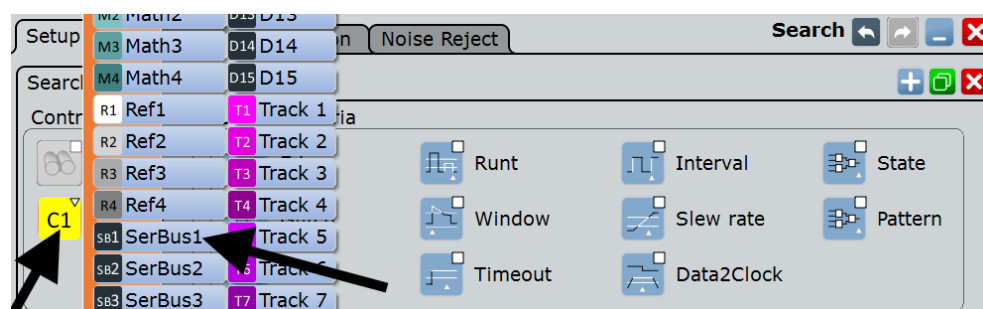 M2 Math2 D13 D13
Setup
Noise Reject
Search
M3 Math3 D14 D14
M4 Math4 D15 D15
R1 Ref1 T1 Track 1
R2 Ref2 T2 Track 2
Runt Interval State
R3 Ref3 T3 Track 3
R4 Ref4 T4 Track 4
C1
Window Slew rate Pattern
SB1 SerBus1 Track 5
SB2 SerBus2 Track 6
Timeout Data2Clock
SB3 SerBus3 T7 Track 7